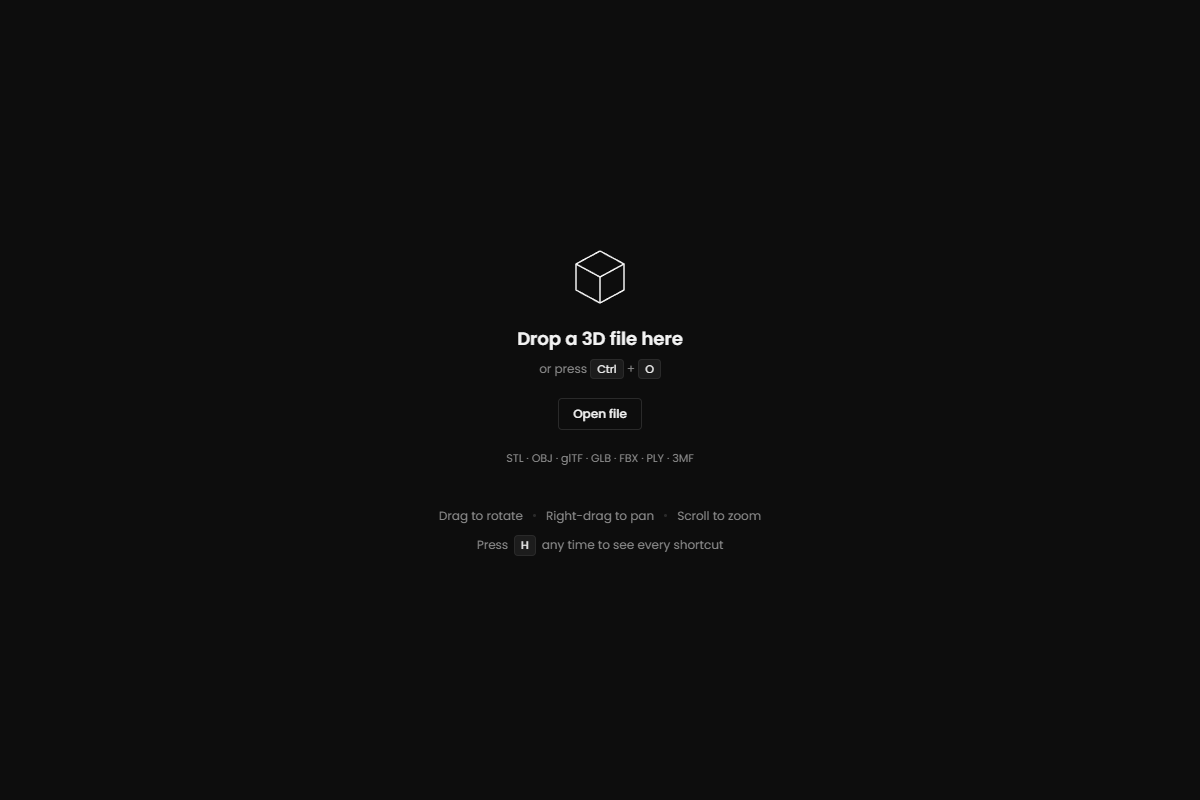 Drop a 3D file here
or press Ctrl + O
Open file
STL · OBJ · glTF · GLB · FBX · PLY · 3MF
Drag to rotate · Right-drag to pan · Scroll to zoom
Press H any time to see every shortcut